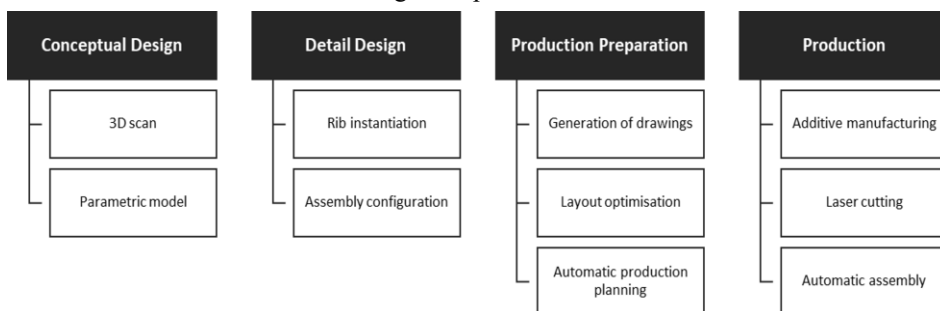 Conceptual Design
3D scan
Parametric model
Detail Design
Rib instantiation
Assembly configuration
Production Preparation
Generation of drawings
Layout optimisation
Automatic production
planning
Production
Additive manufacturing
Laser cutting
Automatic assembly